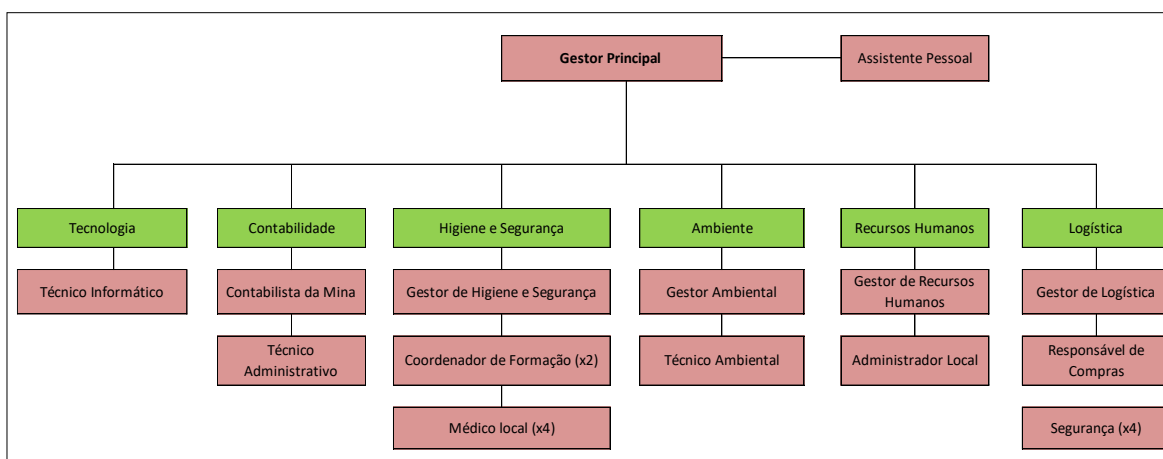 Gestor Principal
Assistente Pessoal
Tecnologia
Contabilidade
Higiene e Segurança
Ambiente
Recursos Humanos
Logística
Técnico Informático
Contabilista da Mina
Gestor de Higiene e Segurança
Gestor Ambiental
Gestor de Recursos
Humanos
Gestor de Logística
Técnico
Administrativo
Coordenador de Formação (x2)
Técnico Ambiental
Administrador Local
Responsável de
Compras
Médico local (x4)
Segurança (x4)